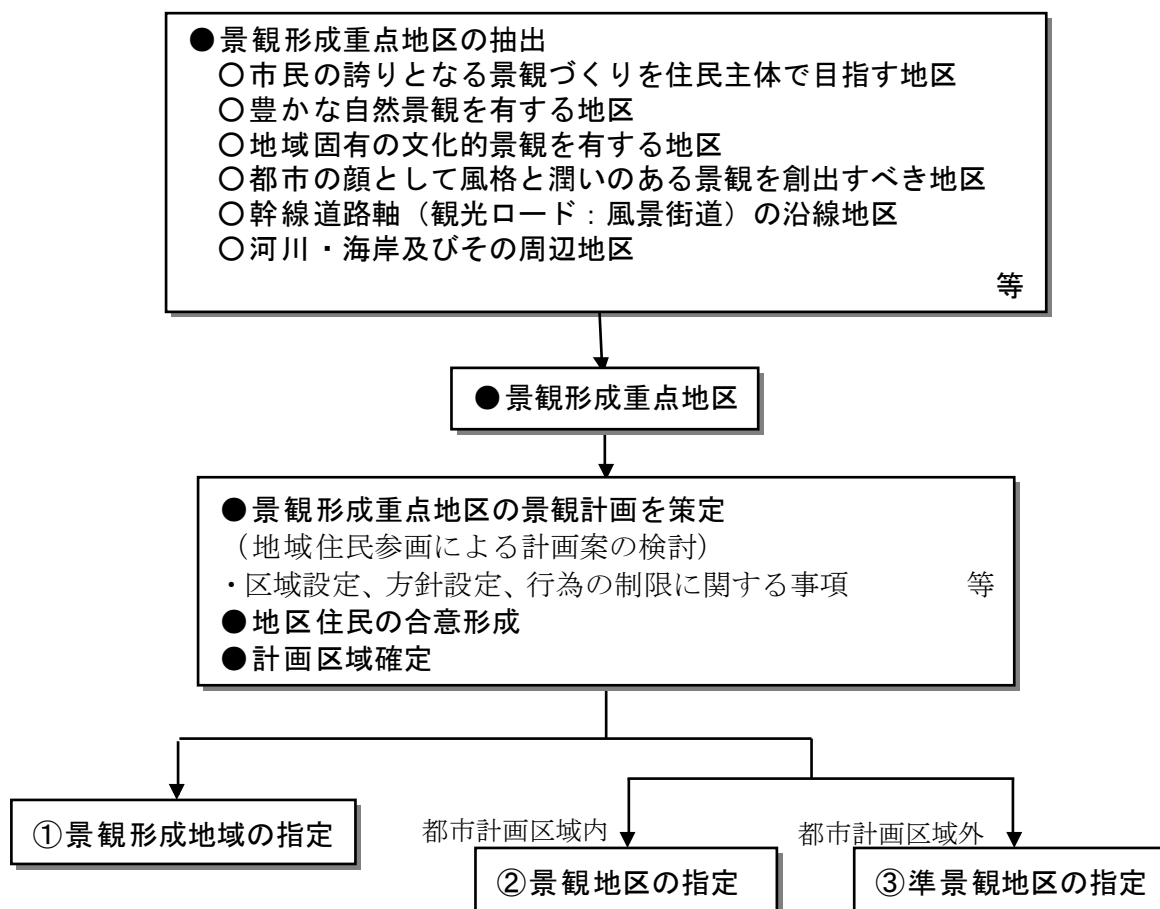 ●景観形成重点地区の抽出
○市民の誇りとなる景観づくりを住民主体で目指す地区
○豊かな自然景観を有する地区
○地域固有の文化的景観を有する地区
○都市の顔として風格と潤いのある景観を創出すべき地区
○幹線道路軸（観光ロード：風景街道）の沿線地区
○河川・海岸及びその周辺地区
等
●景観形成重点地区
●景観形成重点地区の景観計画を策定
（地域住民参画による計画案の検討）
・区域設定、方針設定、行為の制限に関する事項 等
●地区住民の合意形成
●計画区域確定
①景観形成地域の指定
都市計画区域内
都市計画区域外
②景観地区の指定
③準景観地区の指定